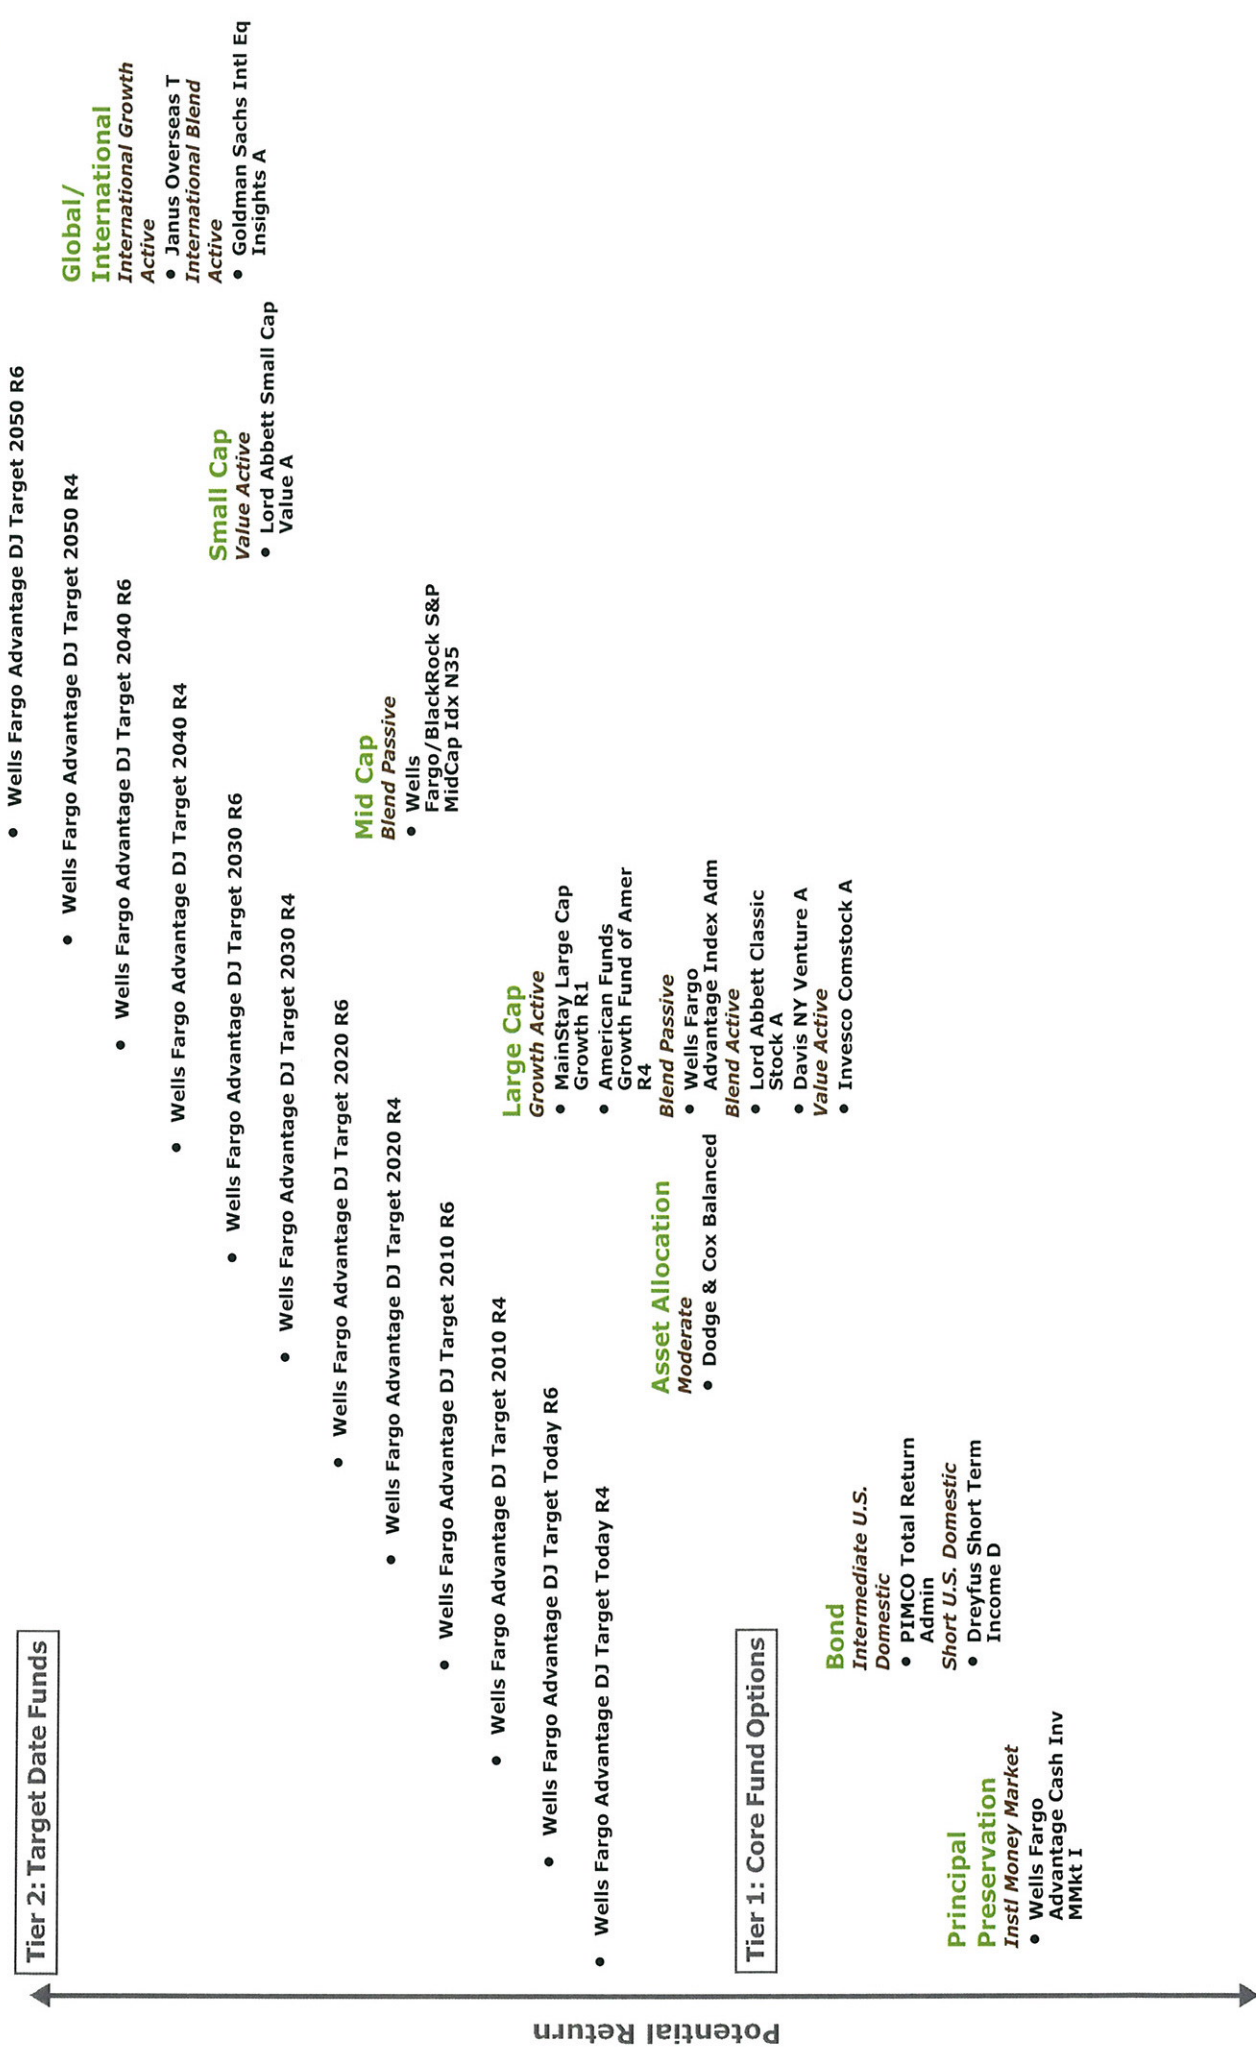 Potential Return
Tier 2: Target Date Funds
• Wells Fargo Advantage DJ Target 2050 R6
• Wells Fargo Advantage DJ Target 2050 R4
• Wells Fargo Advantage DJ Target 2040 R6
• Wells Fargo Advantage DJ Target 2040 R4
• Wells Fargo Advantage DJ Target 2030 R6
• Wells Fargo Advantage DJ Target 2030 R4
• Wells Fargo Advantage DJ Target 2020 R6
• Wells Fargo Advantage DJ Target 2020 R4
• Wells Fargo Advantage DJ Target 2010 R6
• Wells Fargo Advantage DJ Target 2010 R4
• Wells Fargo Advantage DJ Target Today R6
• Wells Fargo Advantage DJ Target Today R4
Tier 1: Core Fund Options
Principal
Preservation
Instl Money Market
• Wells Fargo
Advantage Cash Inv
MMkt I
Bond
Intermediate U.S.
Domestic
• PIMCO Total Return
Admin
Short U.S. Domestic
• Dreyfus Short Term
Income D
Asset Allocation
Moderate
• Dodge & Cox Balanced
Large Cap
Growth Active
• MainStay Large Cap
Growth R1
• American Funds
Growth Fund of Amer
R4
Blend Passive
• Wells Fargo
Advantage Index Adm
Blend Active
• Lord Abbett Classic
Stock A
• Davis NY Venture A
Value Active
• Invesco Comstock A
Mid Cap
Blend Passive
• Wells
Fargo/BlackRock S&P
MidCap Idx N35
Small Cap
Value Active
• Lord Abbett Small Cap
Value A
Global/
International
International Growth
Active
• Janus Overseas T
International Blend
Active
• Goldman Sachs Intl Eq
Insights A